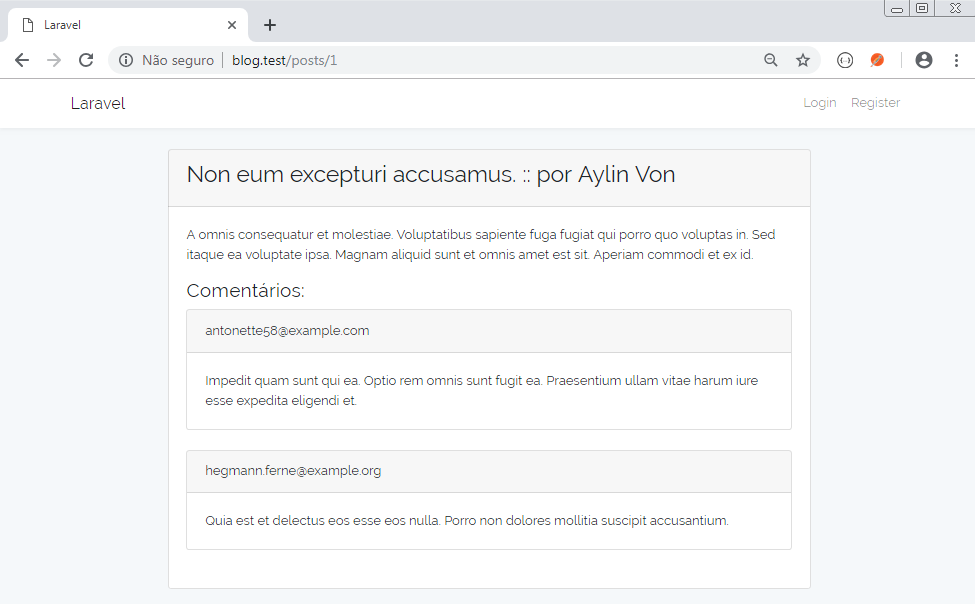 Laravel
Não seguro
blog.test/posts/1
Laravel
Login
Register
Non eum excepturi accusamus. :: por Aylin Von
A omnis consequatur et molestiae. Voluptatibus sapiente fuga fugiat qui porro quo voluptas in. Sed
itaque ea voluptate ipsa. Magnam aliquid sunt et omnis amet est sit. Aperiam commodi et ex id.
Comentários:
antonette58@example.com
Impedit quam sunt qui ea. Optio rem omnis sunt fugit ea. Praesentium ullam vitae harum iure
esse expedita eligendi et.
hegmann.ferne@example.org
Quia est et delectus eos esse eos nulla. Porro non dolores mollitia suscipit accusantium.